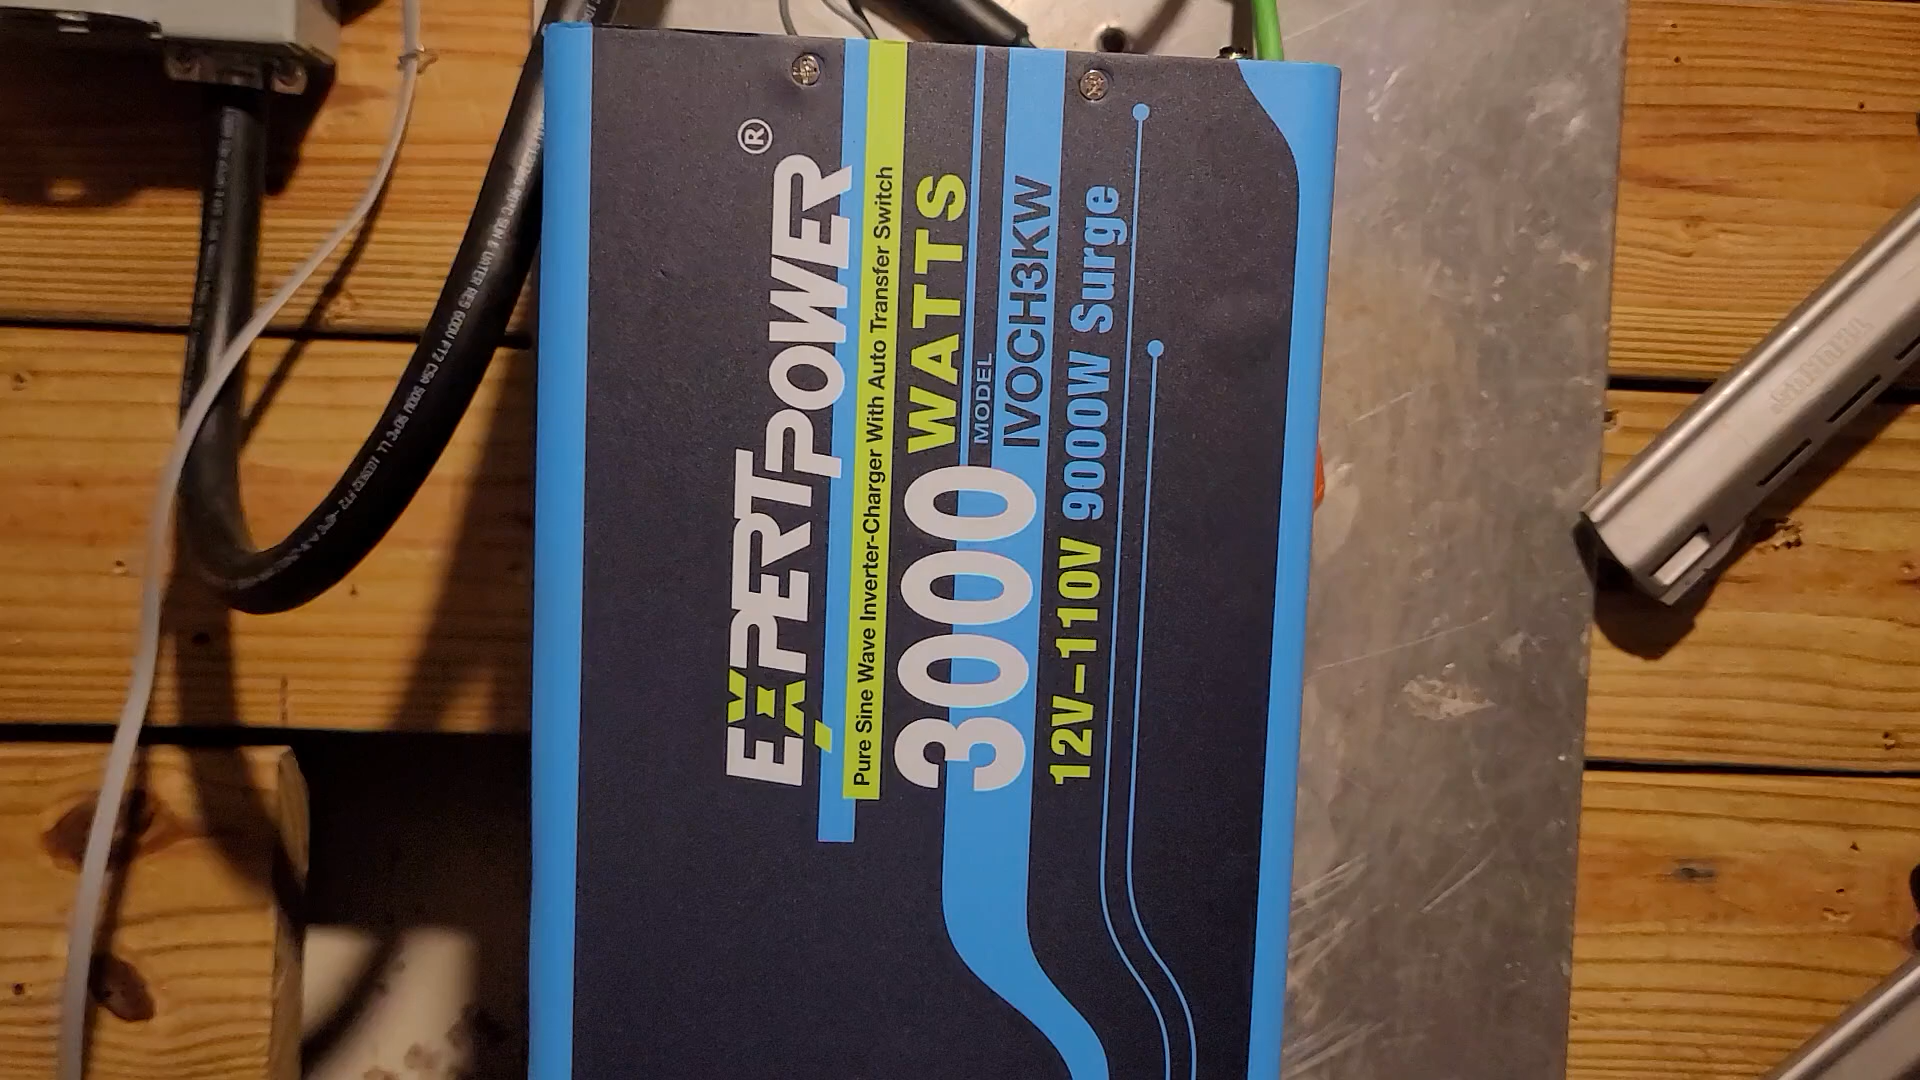 EXPERTPOWER®
Pure Sine Wave Inverter-Charger With Auto Transfer Switch
3000 WATTS
MODEL
IVOCH3KW
12V-110V 9000W Surge